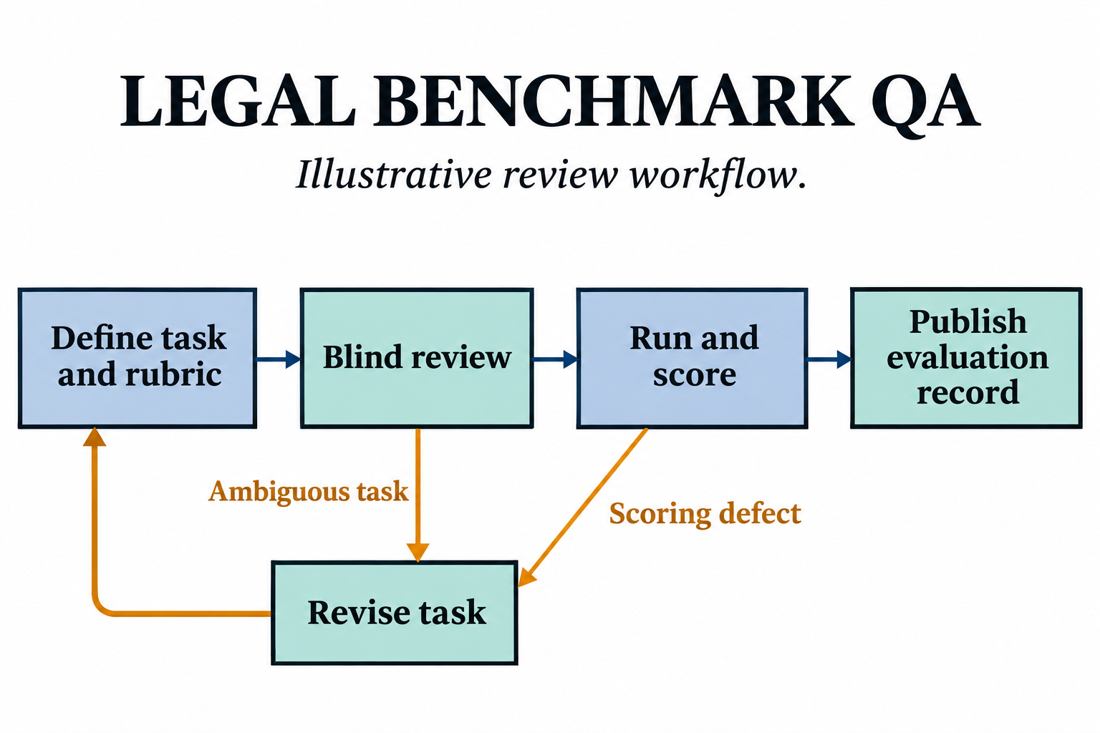 LEGAL BENCHMARK QA
Illustrative review workflow.
Define task
and rubric
Blind review
Run and
score
Publish
evaluation
record
Ambiguous task
Scoring defect
Revise task